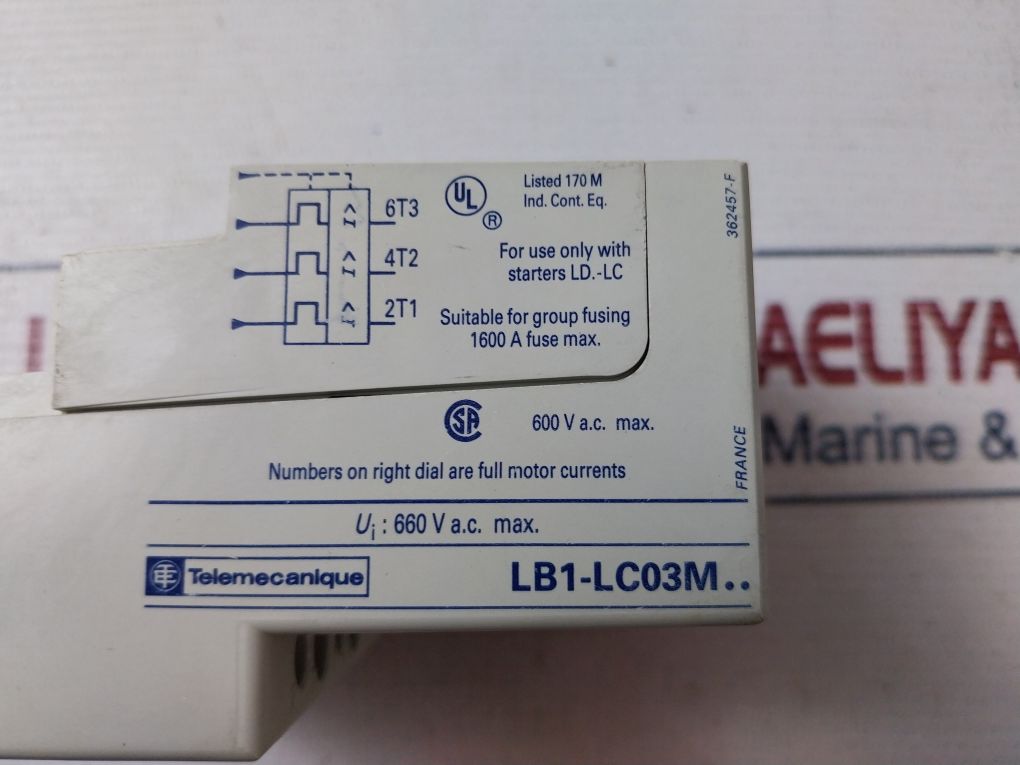 6T3
4T2
2T1
UL
®
Listed 170 M
Ind. Cont. Eq.
For use only with
starters LD.-LC
Suitable for group fusing
1600 A fuse max.
362457-F
FRANCE
SA 600 V a.c. max.
Numbers on right dial are full motor currents
Ui : 660 V a.c. max.
Telemecanique LB1-LC03M..
AELIYA
Marine &